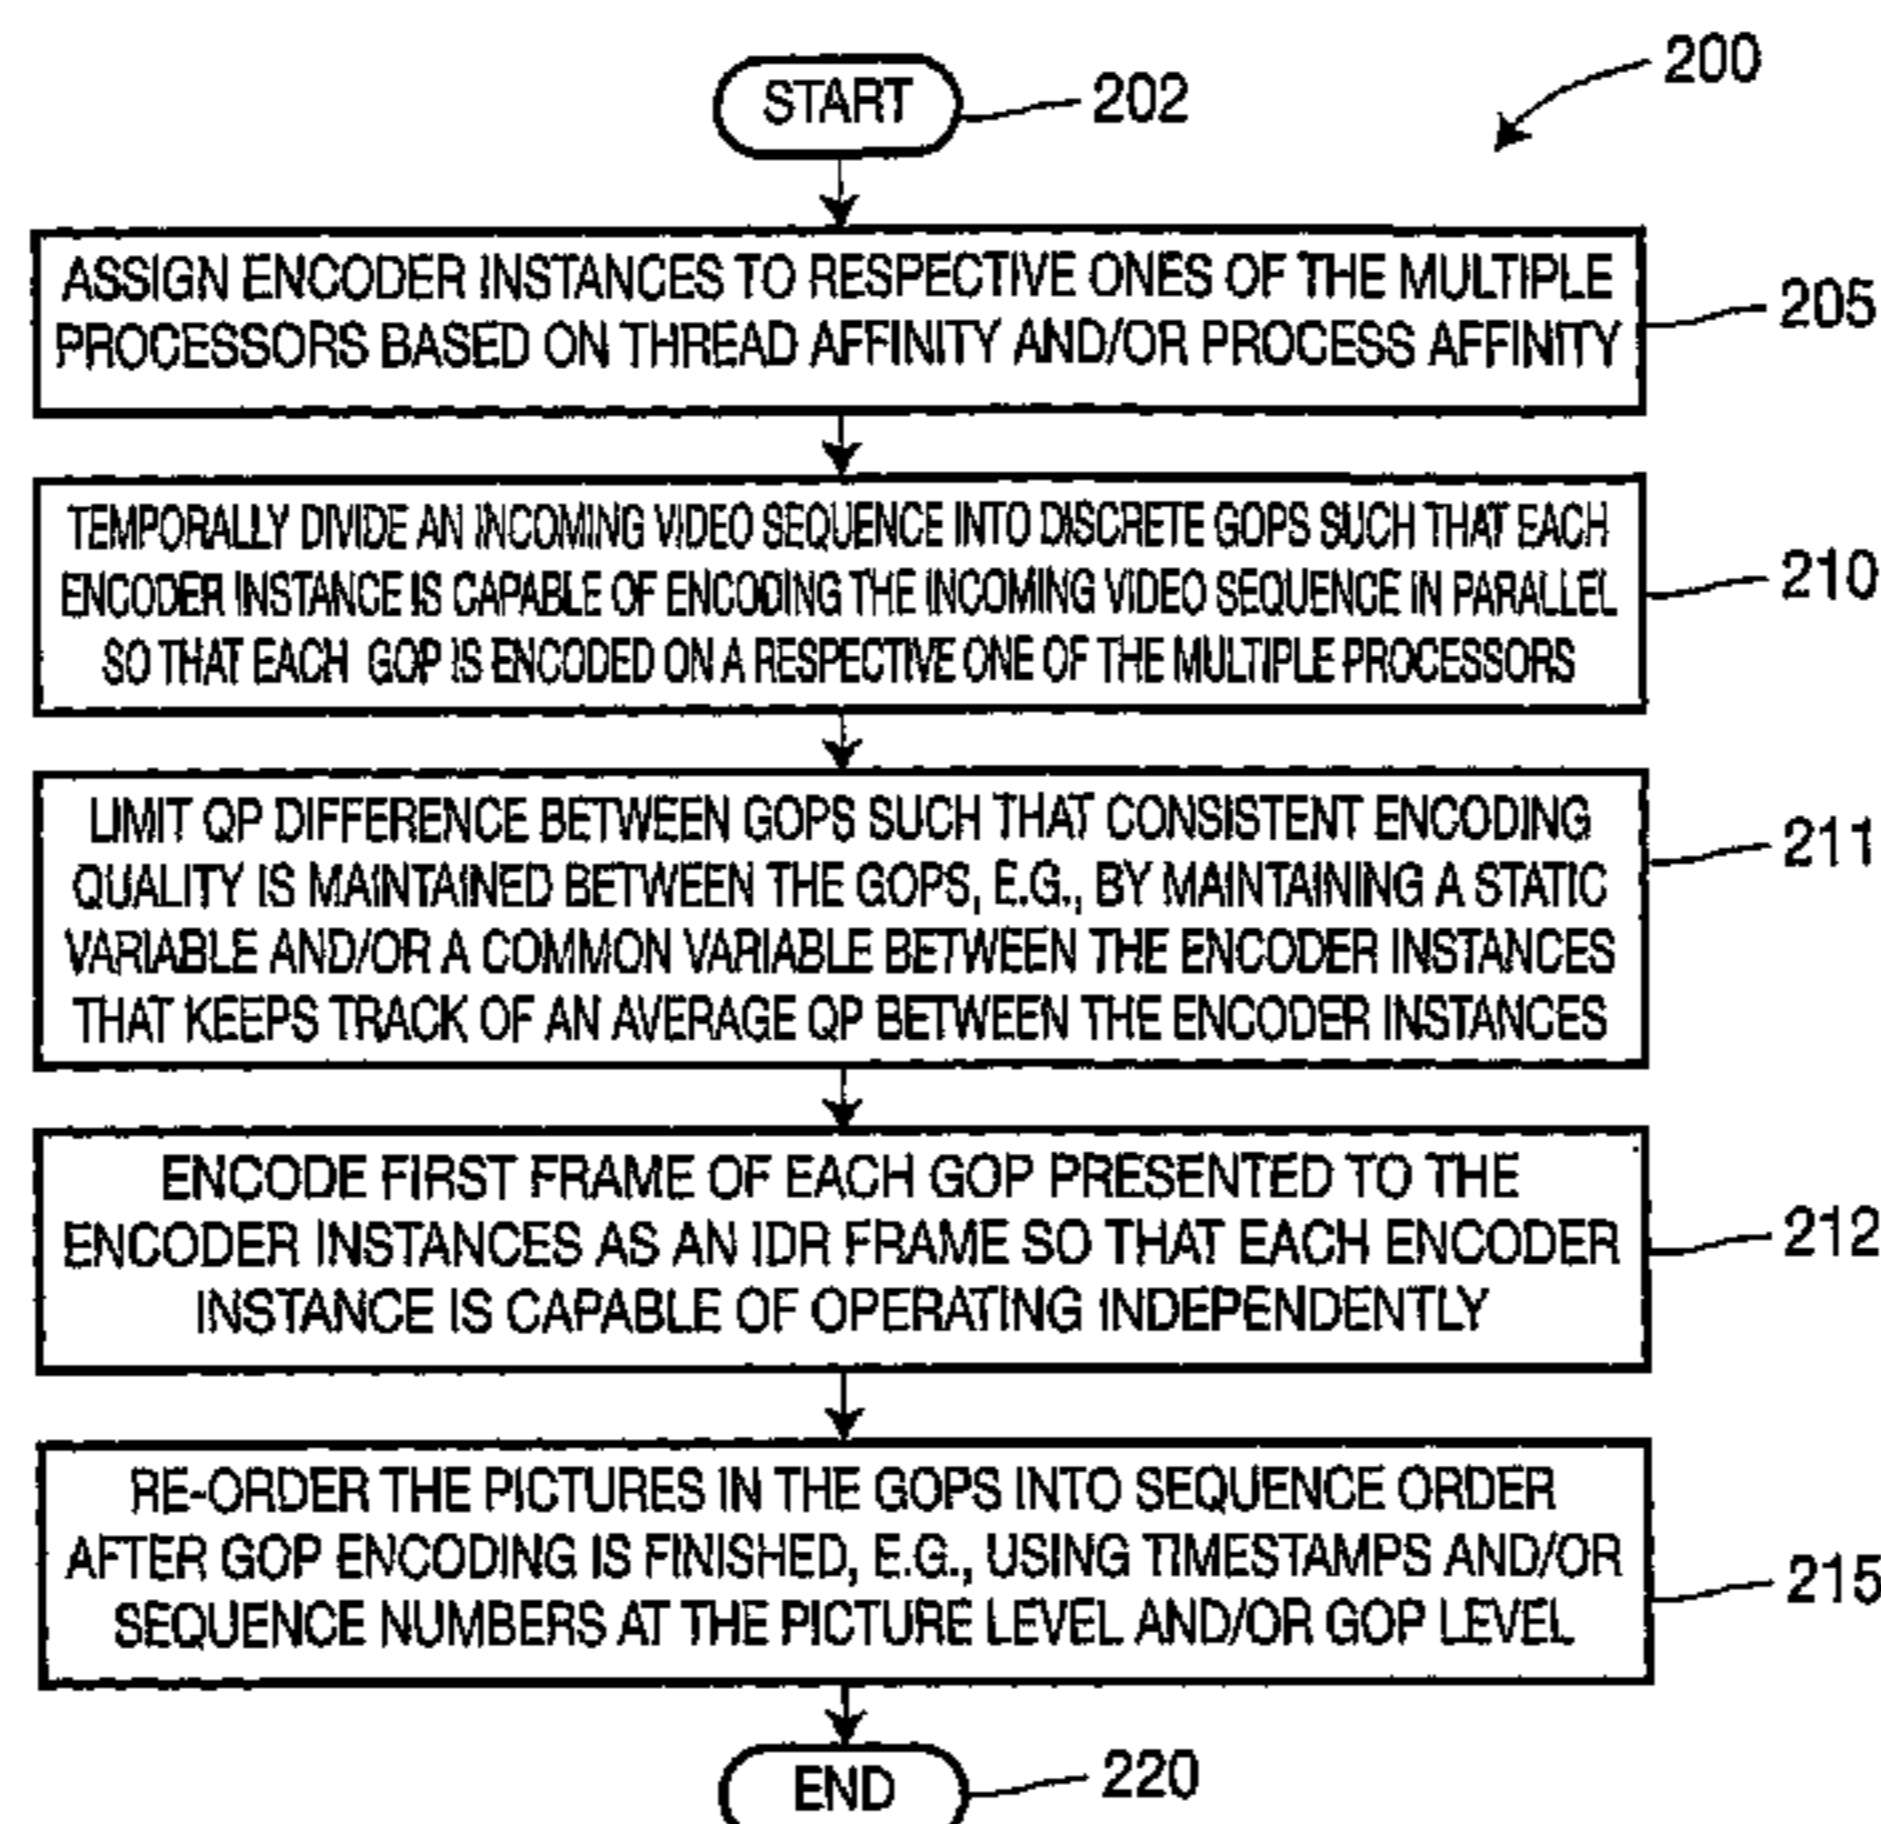 200
START
202
ASSIGN ENCODER INSTANCES TO RESPECTIVE ONES OF THE MULTIPLE
PROCESSORS BASED ON THREAD AFFINITY AND/OR PROCESS AFFINITY
205
TEMPORALLY DIVIDE AN INCOMING VIDEO SEQUENCE INTO DISCRETE GOPS SUCH THAT EACH
ENCODER INSTANCE IS CAPABLE OF ENCODING THE INCOMING VIDEO SEQUENCE IN PARALLEL
SO THAT EACH GOP IS ENCODED ON A RESPECTIVE ONE OF THE MULTIPLE PROCESSORS
210
LIMIT QP DIFFERENCE BETWEEN GOPS SUCH THAT CONSISTENT ENCODING
QUALITY IS MAINTAINED BETWEEN THE GOPS, E.G., BY MAINTAINING A STATIC
VARIABLE AND/OR A COMMON VARIABLE BETWEEN THE ENCODER INSTANCES
THAT KEEPS TRACK OF AN AVERAGE QP BETWEEN THE ENCODER INSTANCES
211
ENCODE FIRST FRAME OF EACH GOP PRESENTED TO THE
ENCODER INSTANCES AS AN IDR FRAME SO THAT EACH ENCODER
INSTANCE IS CAPABLE OF OPERATING INDEPENDENTLY
212
RE-ORDER THE PICTURES IN THE GOPS INTO SEQUENCE ORDER
AFTER GOP ENCODING IS FINISHED, E.G., USING TIMESTAMPS AND/OR
SEQUENCE NUMBERS AT THE PICTURE LEVEL AND/OR GOP LEVEL
215
END
220